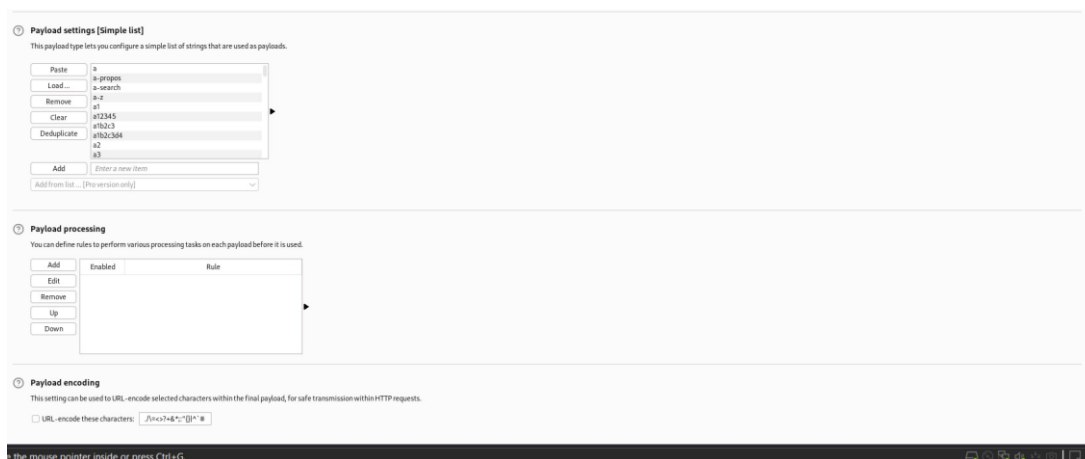 Payload settings [Simple list]
This payload type lets you configure a simple list of strings that are used as payloads.
Paste
Load ...
Remove
Clear
Deduplicate
a
a-propos
a-search
a-z
a1
a12345
a1b2c3
a1b2c3d4
a2
a3
Add
Enter a new item
Add from list ... [Pro version only]
Payload processing
You can define rules to perform various processing tasks on each payload before it is used.
Add
Edit
Remove
Up
Down
Enabled Rule
Payload encoding
This setting can be used to URL-encode selected characters within the final payload, for safe transmission within HTTP requests.
URL-encode these characters: ./\=<>?+&*;:"{}|^`#
e the mouse pointer inside or press Ctrl+G.